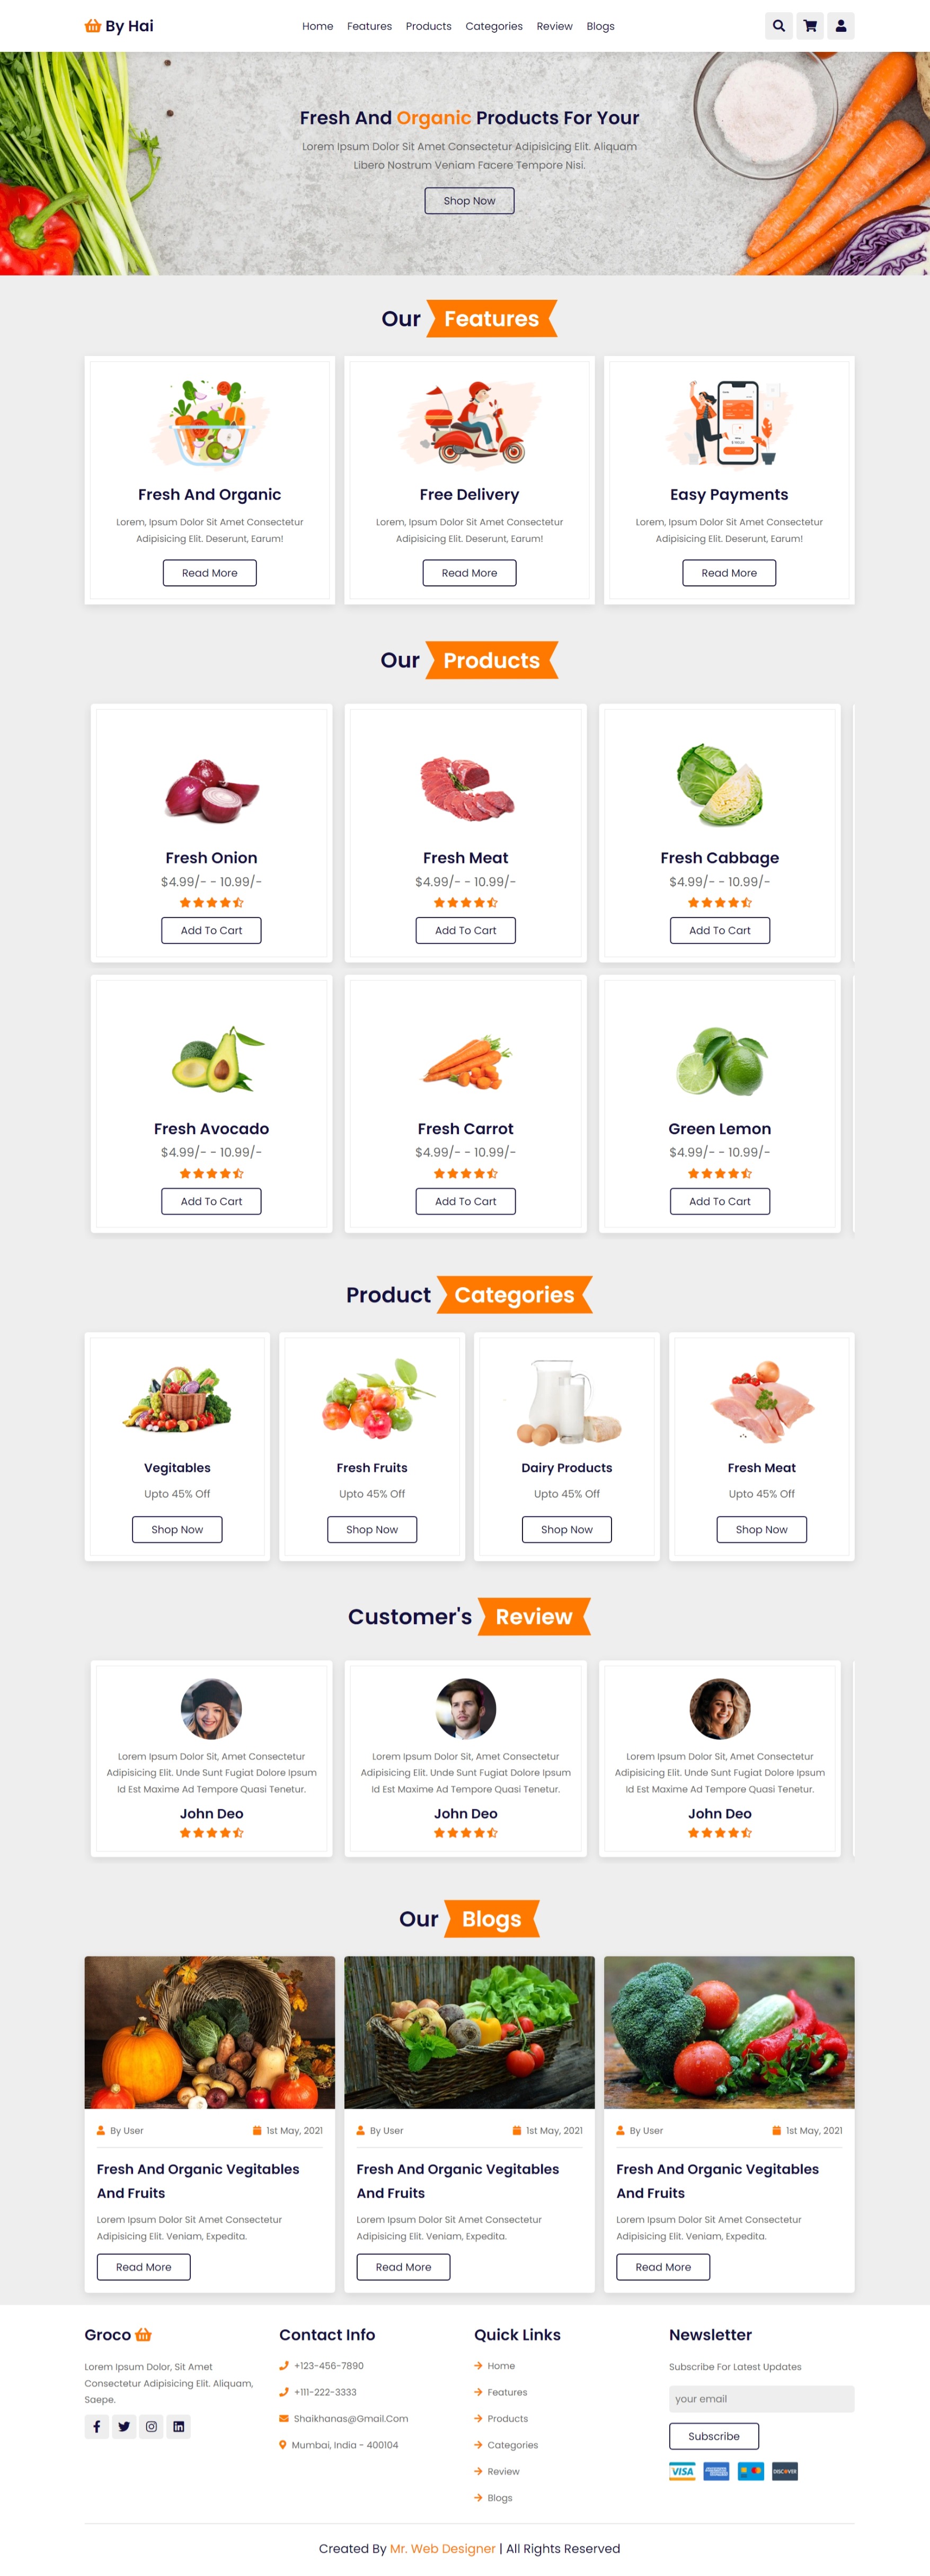 By Hai
Home Features Products Categories Review Blogs
Fresh And Organic Products For Your
Lorem Ipsum Dolor Sit Amet Consectetur Adipisicing Elit. Aliquam
Libero Nostrum Veniam Facere Tempore Nisi.
Shop Now
Our Features
Fresh And Organic
Lorem, Ipsum Dolor Sit Amet Consectetur
Adipisicing Elit. Deserunt, Earum!
Read More
Free Delivery
Lorem, Ipsum Dolor Sit Amet Consectetur
Adipisicing Elit. Deserunt, Earum!
Read More
Easy Payments
Lorem, Ipsum Dolor Sit Amet Consectetur
Adipisicing Elit. Deserunt, Earum!
Read More
Our Products
Fresh Onion
$4.99/- - 10.99/-
Add To Cart
Fresh Meat
$4.99/- - 10.99/-
Add To Cart
Fresh Cabbage
$4.99/- - 10.99/-
Add To Cart
Fresh Avocado
$4.99/- - 10.99/-
Add To Cart
Fresh Carrot
$4.99/- - 10.99/-
Add To Cart
Green Lemon
$4.99/- - 10.99/-
Add To Cart
Product Categories
Vegitables
Upto 45% Off
Shop Now
Fresh Fruits
Upto 45% Off
Shop Now
Dairy Products
Upto 45% Off
Shop Now
Fresh Meat
Upto 45% Off
Shop Now
Customer's Review
Lorem Ipsum Dolor Sit, Amet Consectetur
Adipisicing Elit. Unde Sunt Fugiat Dolore Ipsum
Id Est Maxime Ad Tempore Quasi Tenetur.
John Deo
Lorem Ipsum Dolor Sit, Amet Consectetur
Adipisicing Elit. Unde Sunt Fugiat Dolore Ipsum
Id Est Maxime Ad Tempore Quasi Tenetur.
John Deo
Lorem Ipsum Dolor Sit, Amet Consectetur
Adipisicing Elit. Unde Sunt Fugiat Dolore Ipsum
Id Est Maxime Ad Tempore Quasi Tenetur.
John Deo
Our Blogs
By User 1st May, 2021
Fresh And Organic Vegitables
And Fruits
Lorem Ipsum Dolor Sit Amet Consectetur
Adipisicing Elit. Veniam, Expedita.
Read More
By User 1st May, 2021
Fresh And Organic Vegitables
And Fruits
Lorem Ipsum Dolor Sit Amet Consectetur
Adipisicing Elit. Veniam, Expedita.
Read More
By User 1st May, 2021
Fresh And Organic Vegitables
And Fruits
Lorem Ipsum Dolor Sit Amet Consectetur
Adipisicing Elit. Veniam, Expedita.
Read More
Groco
Lorem Ipsum Dolor, Sit Amet
Consectetur Adipisicing Elit. Aliquam,
Saepe.
Contact Info
+123-456-7890
+111-222-3333
Shaikhanas@Gmail.Com
Mumbai, India - 400104
Quick Links
Home
Features
Products
Categories
Review
Blogs
Newsletter
Subscribe For Latest Updates
your email
Subscribe
VISA
DISCOVER
Created By Mr. Web Designer | All Rights Reserved